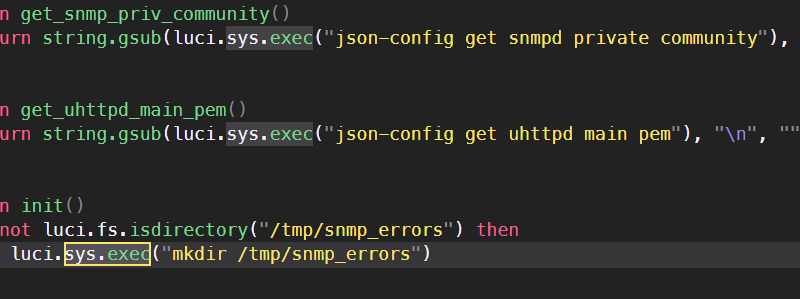 n get_snmp_priv_community()
urn string.gsub(luci.sys.exec("json-config get snmpd private community"),
n get_uhttpd_main_pem()
urn string.gsub(luci.sys.exec("json-config get uhttpd main pem"), "\n", ""
n init()
not luci.fs.isdirectory("/tmp/snmp_errors") then
luci.sys.exec("mkdir /tmp/snmp_errors")